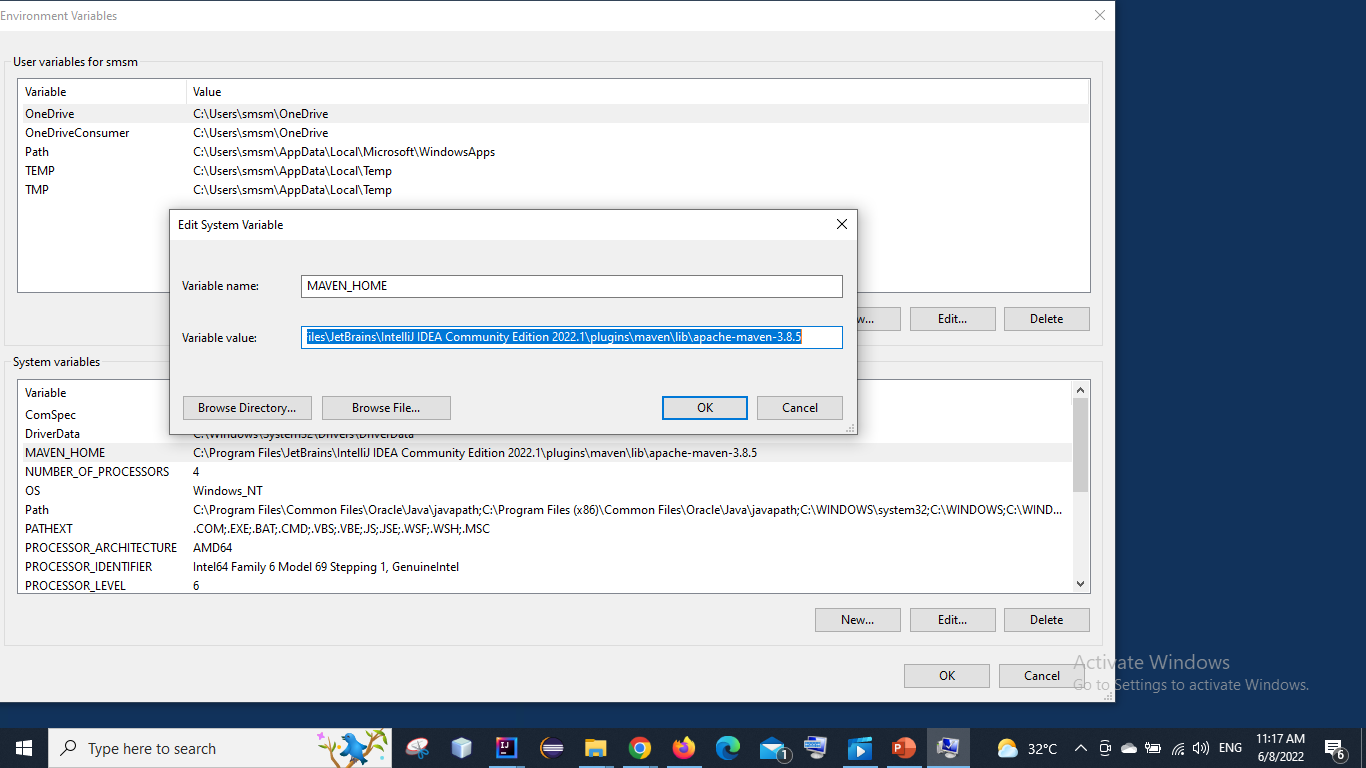 Environment Variables
User variables for smsm
Variable Value
OneDrive C:\Users\smsm\OneDrive
OneDriveConsumer C:\Users\smsm\OneDrive
Path C:\Users\smsm\AppData\Local\Microsoft\WindowsApps
TEMP C:\Users\smsm\AppData\Local\Temp
TMP C:\Users\smsm\AppData\Local\Temp
Edit System Variable
Variable name: MAVEN_HOME
Variable value: iles\JetBrains\IntelliJ IDEA Community Edition 2022.1\plugins\maven\lib\apache-maven-3.8.5
Browse Directory... Browse File... OK Cancel
w... Edit... Delete
System variables
Variable
ComSpec
DriverData C:\Windows\System32\Drivers\DriverData
MAVEN_HOME C:\Program Files\JetBrains\IntelliJ IDEA Community Edition 2022.1\plugins\maven\lib\apache-maven-3.8.5
NUMBER_OF_PROCESSORS 4
OS Windows_NT
Path C:\Program Files\Common Files\Oracle\Java\javapath;C:\Program Files (x86)\Common Files\Oracle\Java\javapath;C:\WINDOWS\system32;C:\WINDOWS;C:\WIND...
PATHEXT .COM;.EXE;.BAT;.CMD;.VBS;.VBE;.JS;.JSE;.WSF;.WSH;.MSC
PROCESSOR_ARCHITECTURE AMD64
PROCESSOR_IDENTIFIER Intel64 Family 6 Model 69 Stepping 1, GenuineIntel
PROCESSOR_LEVEL 6
New... Edit... Delete
OK Cancel
Activate Windows
Go to Settings to activate Windows.
Type here to search
1
32°C
ENG
11:17 AM
6/8/2022
6